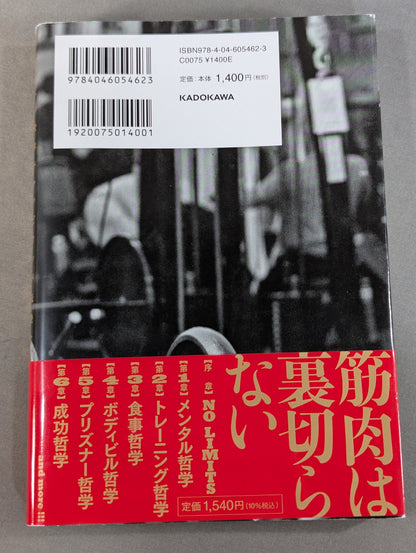 ISBN978-4-04-605462-3
C0075 ¥1400E
定価:本体1,400円(税別)
KADOKAWA
9784046054623
1920075014001
筋肉は
裏切ら
ない
【序 章】NO LIMITS
【第1章】メンタル哲学
【第2章】トレーニング哲学
【第3章】食事哲学
【第4章】ボディビル哲学
【第5章】プリズナー哲学
【第6章】成功哲学
and more !!!
定価1,540円(10%税込)